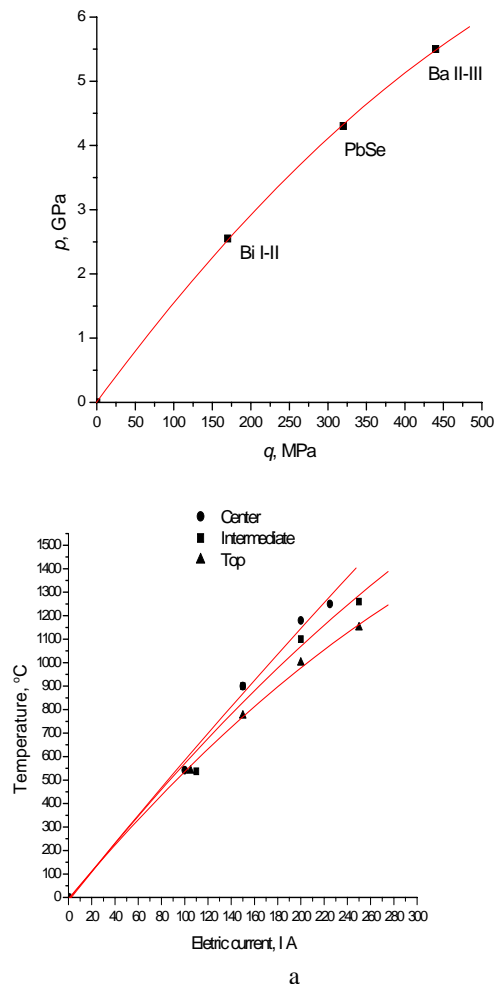 6
5
4
3
2
1
0
p, GPa
Ba II-III
PbSe
Bi I-II
0 50 100 150 200 250 300 350 400 450 500
q, MPa
Center
Intermediate
Top
1500
1400
1300
1200
1100
1000
900
800
700
600
500
400
300
200
100
0
Temperature, °C
0 20 40 60 80 100 120 140 160 180 200 220 240 260 280 300
Eletric current, I A
a